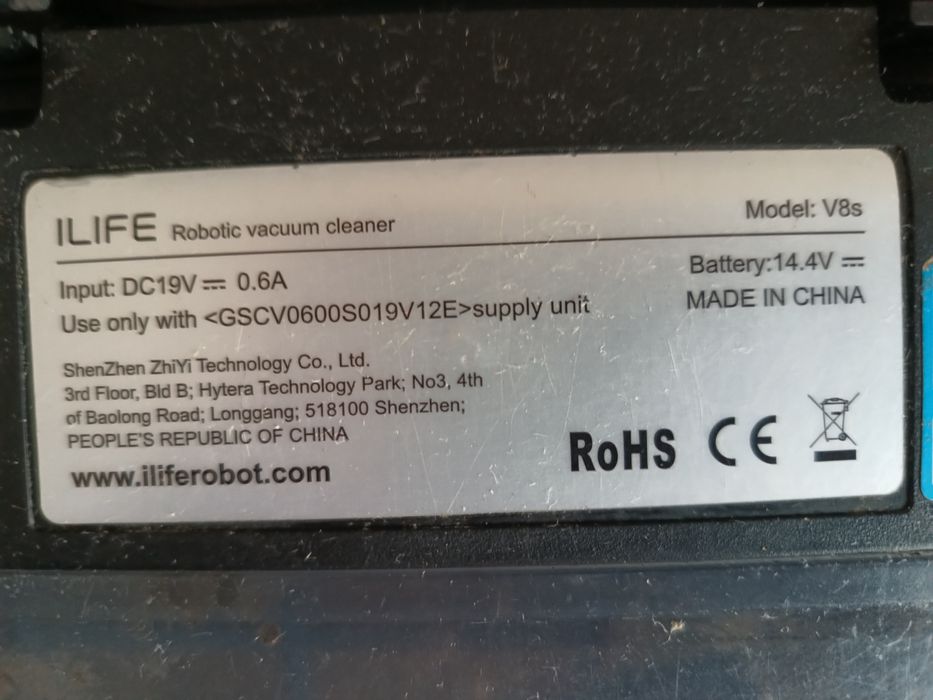 ILIFE Robotic vacuum cleaner Model: V8s
Input: DC19V ⎓ 0.6A Battery:14.4V ⎓
Use only with <GSCV0600S019V12E>supply unit MADE IN CHINA
ShenZhen ZhiYi Technology Co., Ltd.
3rd Floor, Bld B; Hytera Technology Park; No3, 4th
of Baolong Road; Longgang; 518100 Shenzhen;
PEOPLE'S REPUBLIC OF CHINA
www.iliferobot.com
RoHS CE